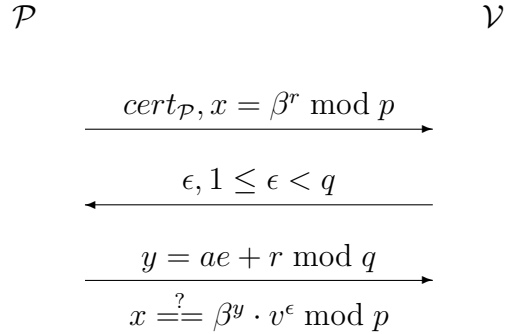 𝒫 𝒱
cert_𝒫, x = β^r mod p
ϵ, 1 ≤ ϵ < q
y = ae + r mod q
x ==^? β^y · v^ϵ mod p